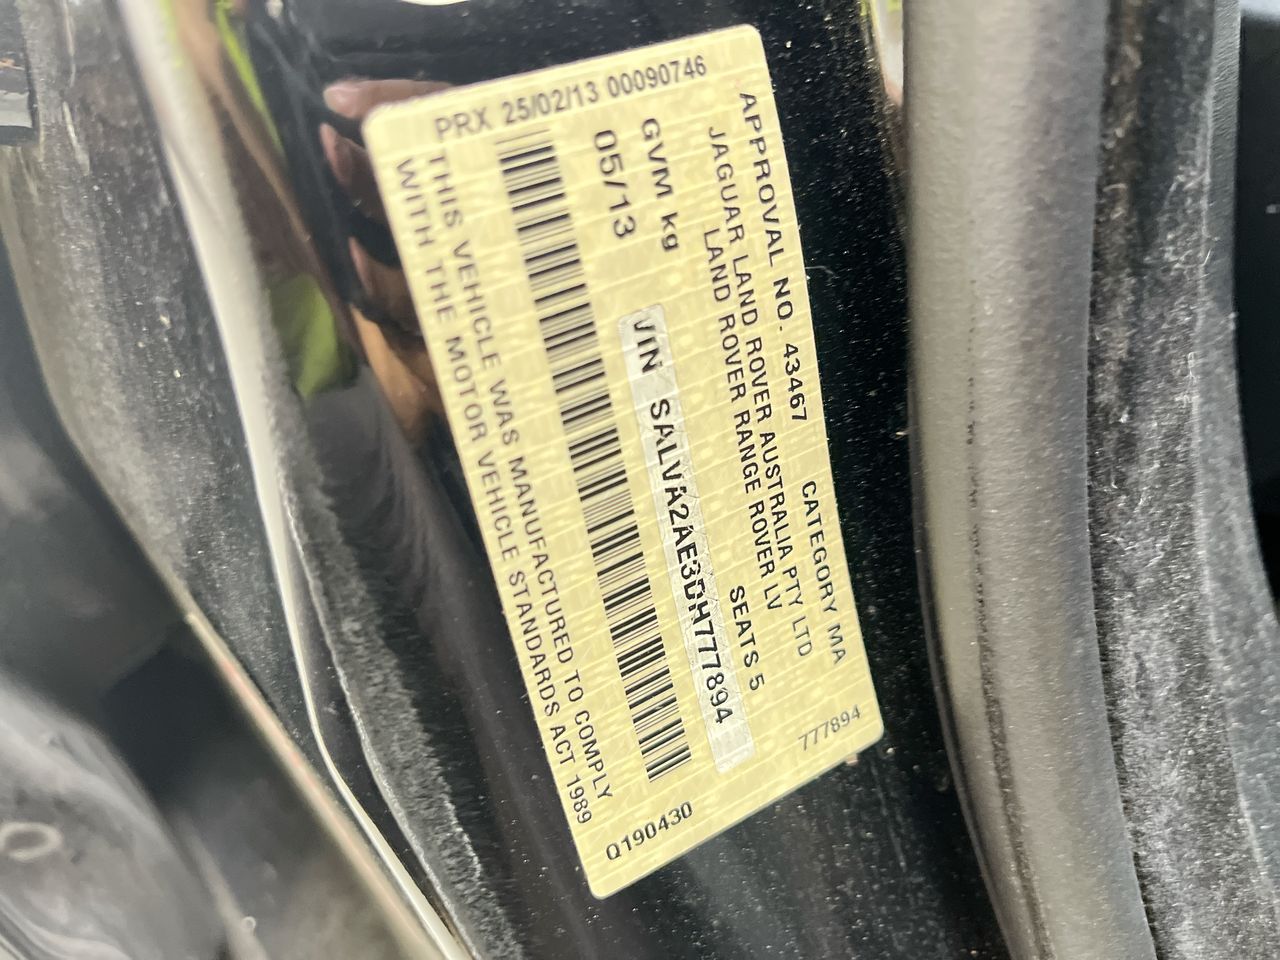 PRX 25/02/13 00090746
APPROVAL NO. 43467 CATEGORY MA
JAGUAR LAND ROVER AUSTRALIA PTY LTD
LAND ROVER RANGE ROVER LV
GVM kg SEATS 5
05/13
VIN SALVA2AE3DH777894
THIS VEHICLE WAS MANUFACTURED TO COMPLY
WITH THE MOTOR VEHICLE STANDARDS ACT 1989
Q190430
777894